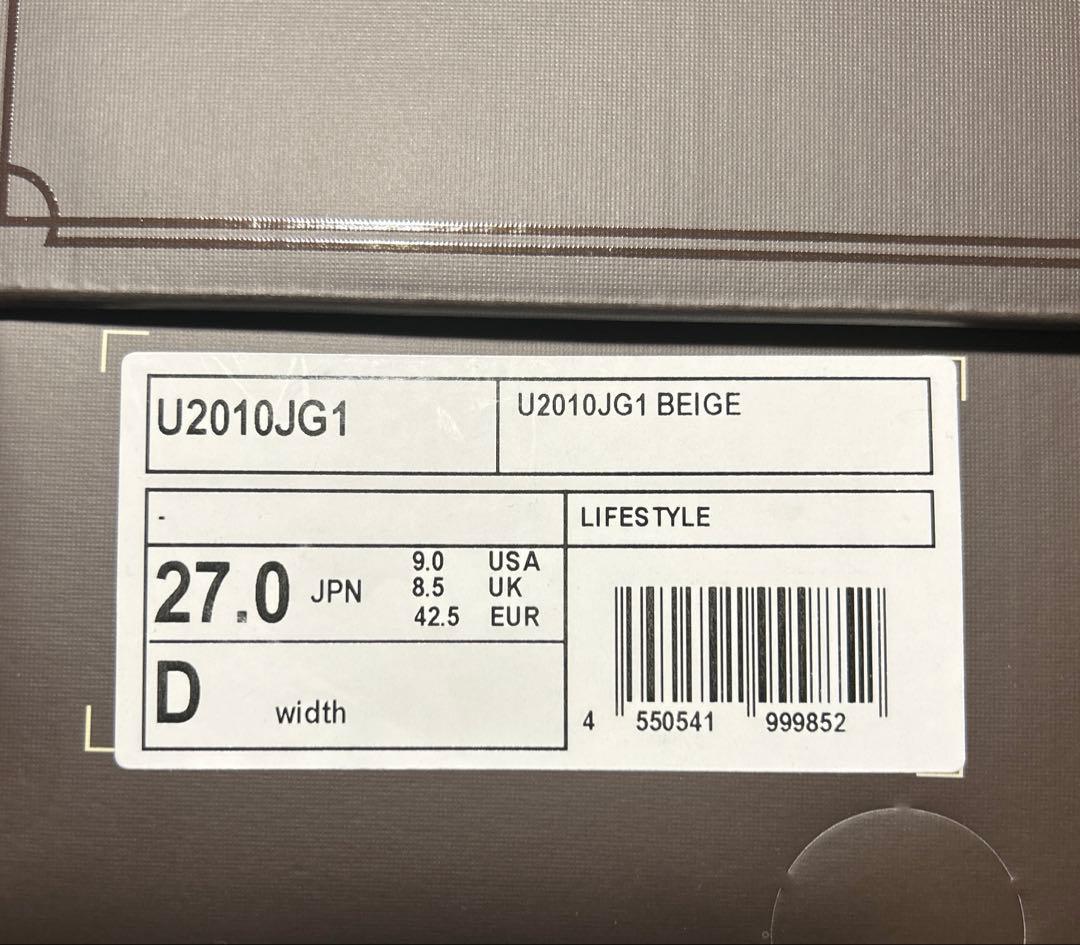 U2010JG1
U2010JG1 BEIGE
-
LIFESTYLE
27.0 JPN
9.0 USA
8.5 UK
42.5 EUR
D width
4 550541 999852